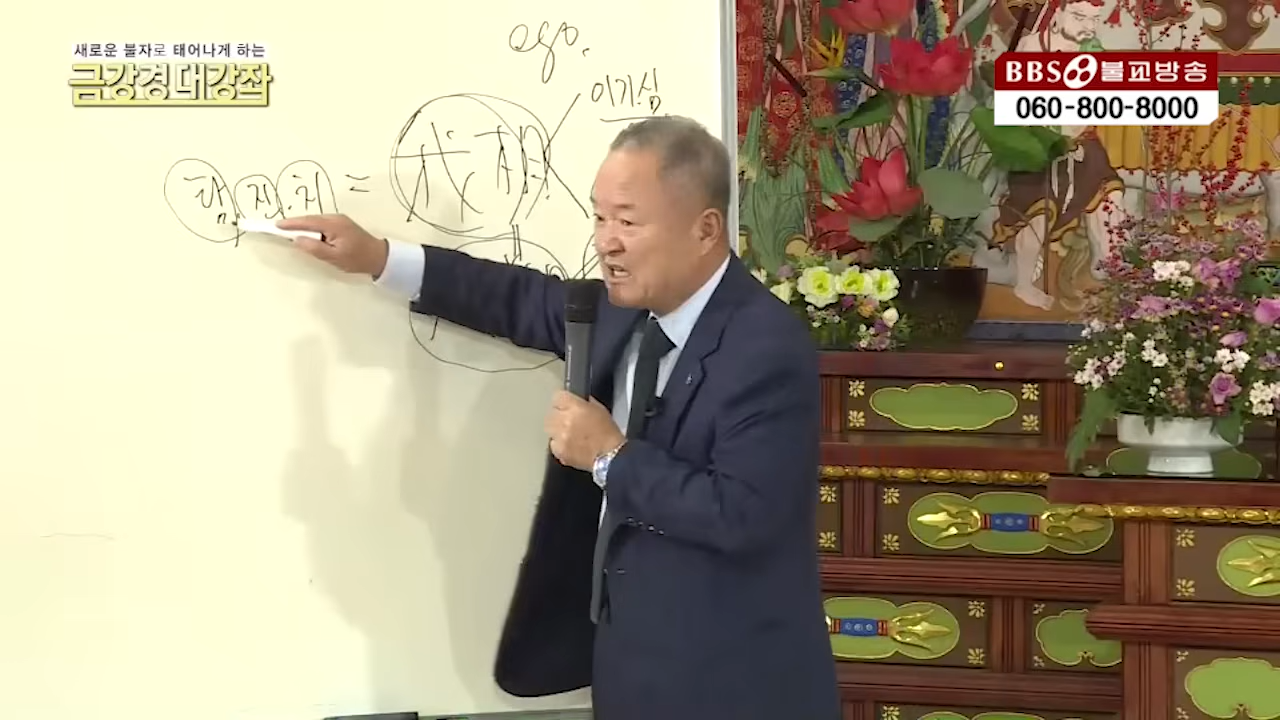 새로운 불자로 태어나게 하는
금강경 대강좌
BBS 불교방송
060-800-8000
ego.
이기심
탐.진.치 = 代相